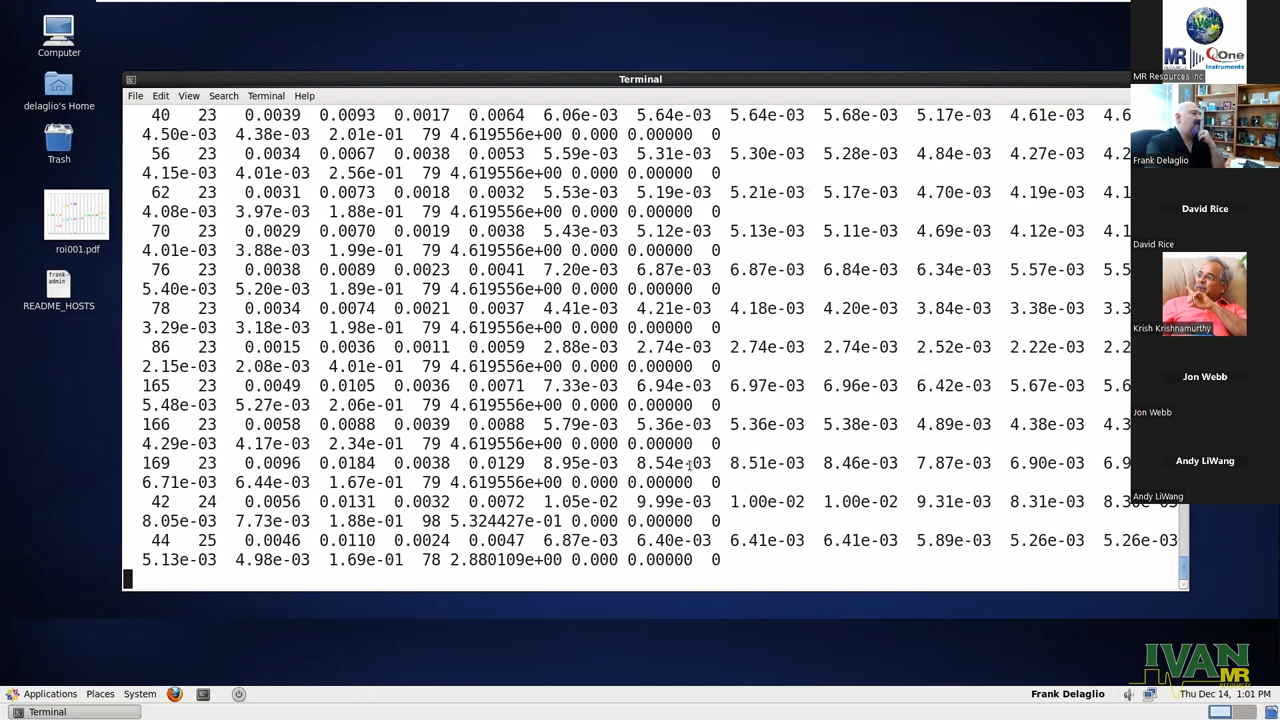 Computer
delaglio's Home
Trash
roi001.pdf
frank
admin
README_HOSTS
Terminal
File Edit View Search Terminal Help
40 23 0.0039 0.0093 0.0017 0.0064 6.06e-03 5.64e-03 5.64e-03 5.68e-03 5.17e-03 4.61e-03 4.6
4.50e-03 4.38e-03 2.01e-01 79 4.619556e+00 0.000 0.00000 0
56 23 0.0034 0.0067 0.0038 0.0053 5.59e-03 5.31e-03 5.30e-03 5.28e-03 4.84e-03 4.27e-03 4.2
4.15e-03 4.01e-03 2.56e-01 79 4.619556e+00 0.000 0.00000 0
62 23 0.0031 0.0073 0.0018 0.0052 5.53e-03 5.19e-03 5.21e-03 5.17e-03 4.70e-03 4.19e-03 4.1
4.08e-03 3.97e-03 1.88e-01 79 4.619556e+00 0.000 0.00000 0
70 23 0.0029 0.0070 0.0019 0.0038 5.43e-03 5.12e-03 5.13e-03 5.11e-03 4.69e-03 4.12e-03 4.1
4.01e-03 3.88e-03 1.99e-01 79 4.619556e+00 0.000 0.00000 0
76 23 0.0038 0.0089 0.0023 0.0041 7.20e-03 6.87e-03 6.87e-03 6.84e-03 6.34e-03 5.57e-03 5.5
5.40e-03 5.20e-03 1.89e-01 79 4.619556e+00 0.000 0.00000 0
78 23 0.0034 0.0074 0.0021 0.0037 4.41e-03 4.21e-03 4.18e-03 4.20e-03 3.84e-03 3.38e-03 3.3
3.29e-03 3.18e-03 1.98e-01 79 4.619556e+00 0.000 0.00000 0
86 23 0.0015 0.0036 0.0011 0.0017 2.88e-03 2.74e-03 2.74e-03 2.74e-03 2.52e-03 2.22e-03 2.2
2.15e-03 2.08e-03 4.01e-01 79 4.619556e+00 0.000 0.00000 0
165 23 0.0049 0.0105 0.0036 0.0071 7.33e-03 6.94e-03 6.97e-03 6.96e-03 6.42e-03 5.67e-03 5.6
5.48e-03 5.27e-03 2.06e-01 79 4.619556e+00 0.000 0.00000 0
166 23 0.0058 0.0088 0.0039 0.0088 5.79e-03 5.36e-03 5.36e-03 5.38e-03 4.89e-03 4.38e-03 4.3
4.29e-03 4.17e-03 2.34e-01 79 4.619556e+00 0.000 0.00000 0
169 23 0.0096 0.0184 0.0038 0.0129 8.95e-03 8.54e-03 8.51e-03 8.46e-03 7.87e-03 6.90e-03 6.9
6.71e-03 6.44e-03 1.67e-01 79 4.619556e+00 0.000 0.00000 0
42 24 0.0056 0.0131 0.0032 0.0072 1.05e-02 9.99e-03 1.00e-02 1.00e-02 9.31e-03 8.31e-03
8.05e-03 7.73e-03 1.88e-01 98 5.324427e-01 0.000 0.00000 0
44 25 0.0046 0.0110 0.0024 0.0047 6.87e-03 6.40e-03 6.41e-03 6.41e-03 5.89e-03 5.26e-03 5.26e-03
5.13e-03 4.98e-03 1.69e-01 78 2.880109e+00 0.000 0.00000 0
MR QOne
Instruments
MR Resources Inc
Frank Delaglio
David Rice
David Rice
Krish Krishnamurthy
Jon Webb
Jon Webb
Andy LiWang
Andy LiWang
IVAN
MR
RESOURCES
Applications Places System Frank Delaglio Thu Dec 14, 1:01 PM
Terminal